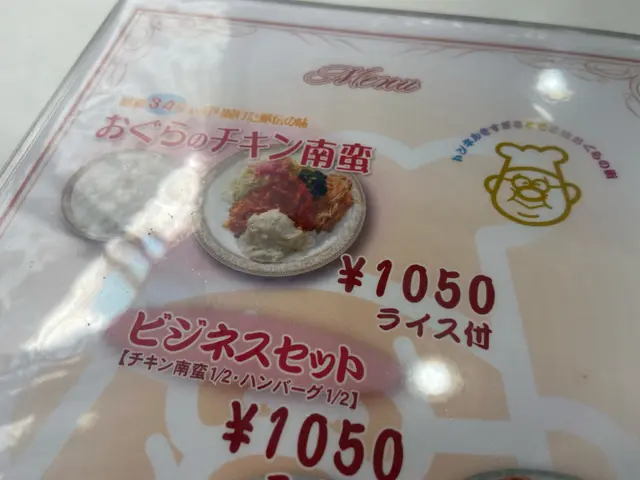 Menu
おぐらのチキン南蛮
¥1050
ライス付
ビジネスセット
【チキン南蛮1/2・ハンバーグ1/2】
¥1050